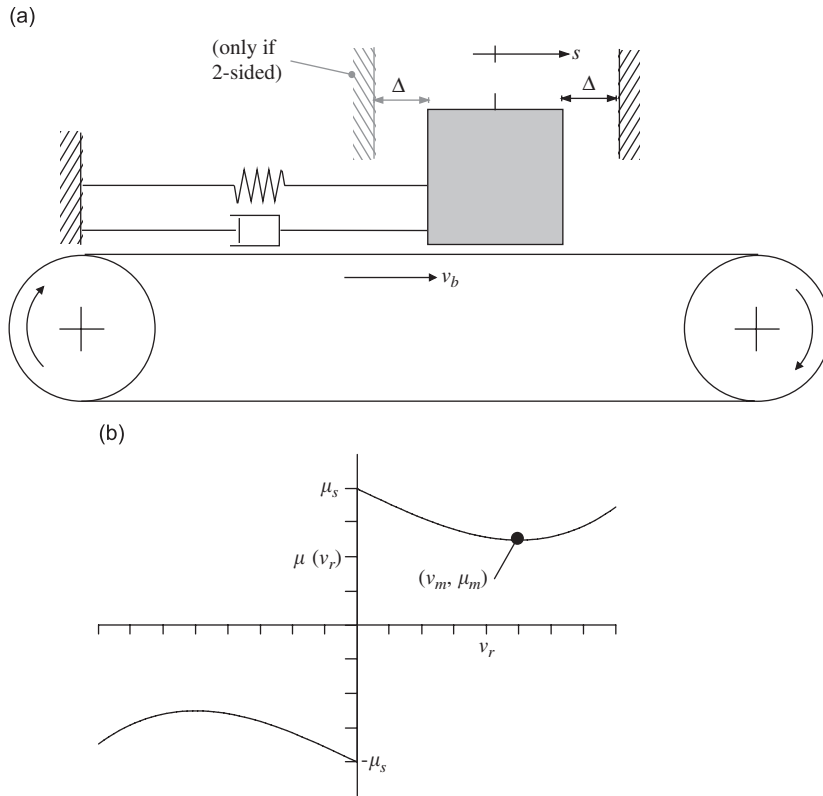 (a)
(only if
2-sided)
s
Δ
Δ
v_b
(b)
μ_s
μ (v_r)
(v_m, μ_m)
v_r
-μ_s